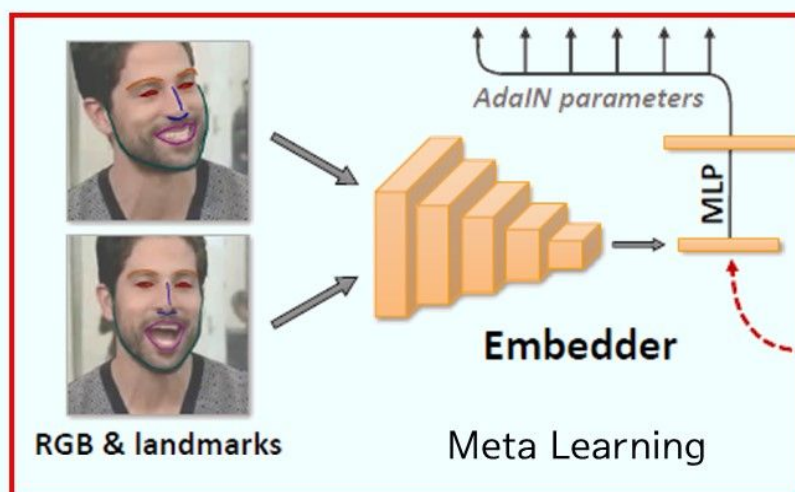 AdaIN parameters
MLP
Embedder
RGB & landmarks
Meta Learning